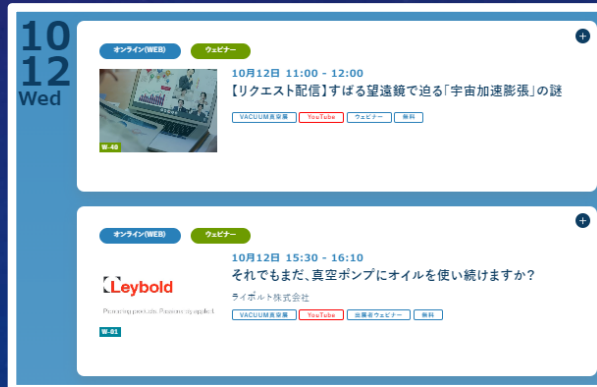 10
12
Wed
オンライン(WEB)
ウェビナー
10月12日 11:00 - 12:00
【リクエスト配信】すばる望遠鏡で迫る「宇宙加速膨張」の謎
VACUUM真空展
YouTube
ウェビナー
無料
W-40
オンライン(WEB)
ウェビナー
10月12日 15:30 - 16:10
それでもまだ、真空ポンプにオイルを使い続けますか?
Leybold
ライボルト株式会社
Pioneering products. Passionately applied.
VACUUM真空展
YouTube
出展者ウェビナー
無料
W-01